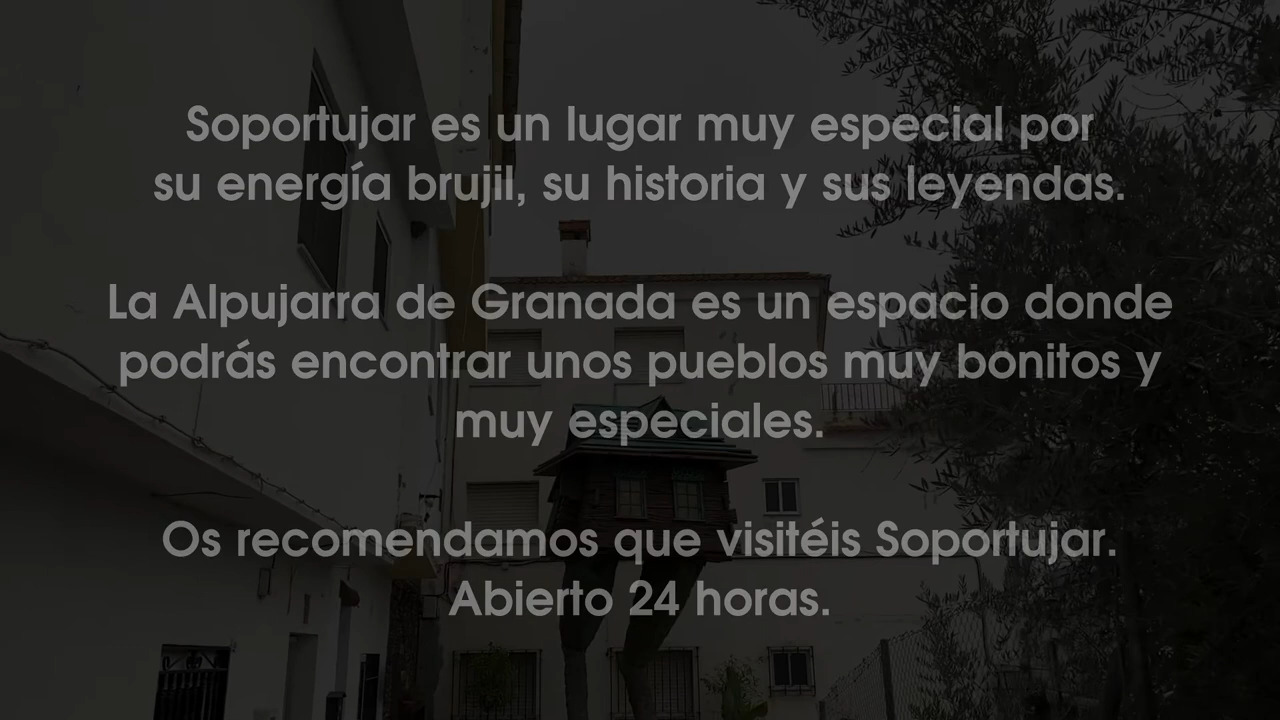 Soportujar es un lugar muy especial por
su energía brujil, su historia y sus leyendas.
La Alpujarra de Granada es un espacio donde
podrás encontrar unos pueblos muy bonitos y
muy especiales.
Os recomendamos que visitéis Soportujar.
Abierto 24 horas.